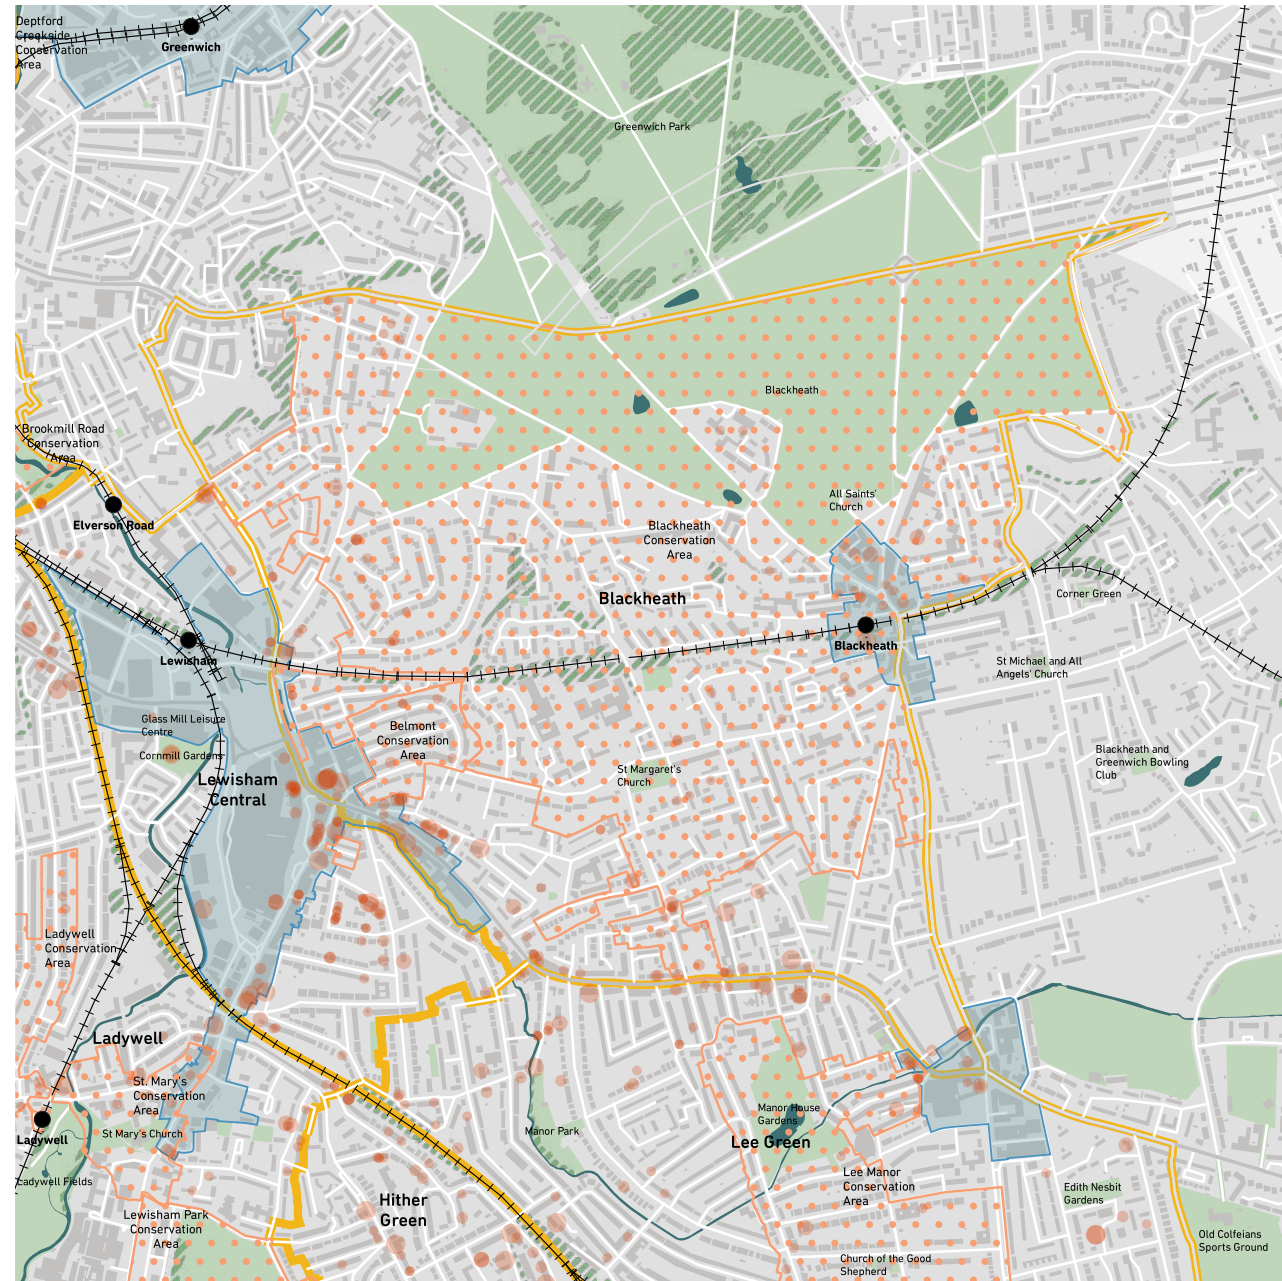 Deptford
Creekside
Conservation
Area
Greenwich
Greenwich Park
Blackheath
Brookmill Road
Conservation
Area
All Saints'
Church
Elverson Road
Blackheath
Conservation
Area
Blackheath
Corner Green
Blackheath
Lewisham
St Michael and All
Angels' Church
Glass Mill Leisure
Centre
Belmont
Conservation
Area
Cornmill Gardens
Blackheath and
Greenwich Bowling
Club
St Margaret's
Church
Lewisham
Central
Ladywell
Conservation
Area
Ladywell
St. Mary's
Conservation
Area
Manor House
Gardens
Ladywell
St Mary's Church
Manor Park
Lee Green
Ladywell Fields
Lee Manor
Conservation
Area
Edith Nesbit
Gardens
Hither
Green
Lewisham Park
Conservation
Area
Old Colfeians
Sports Ground
Church of the Good
Shepherd